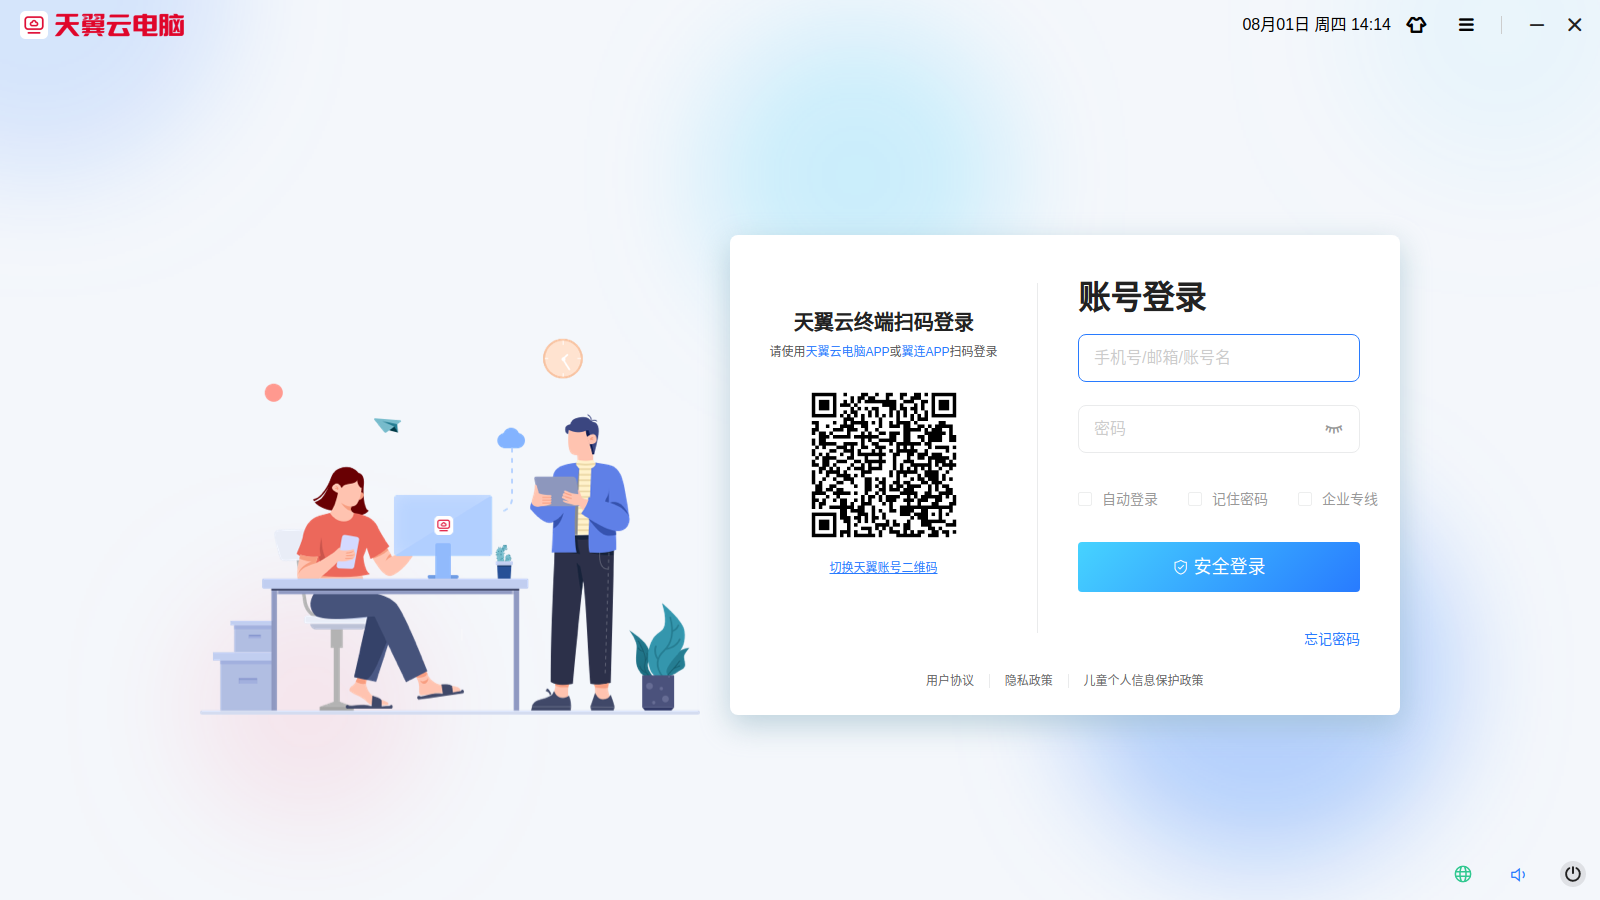 天翼云电脑
08月01日 周四 14:14
天翼云终端扫码登录
请使用天翼云电脑APP或翼连APP扫码登录
切换天翼账号二维码
账号登录
手机号/邮箱/账号名
密码
自动登录
记住密码
企业专线
安全登录
忘记密码
用户协议
隐私政策
儿童个人信息保护政策